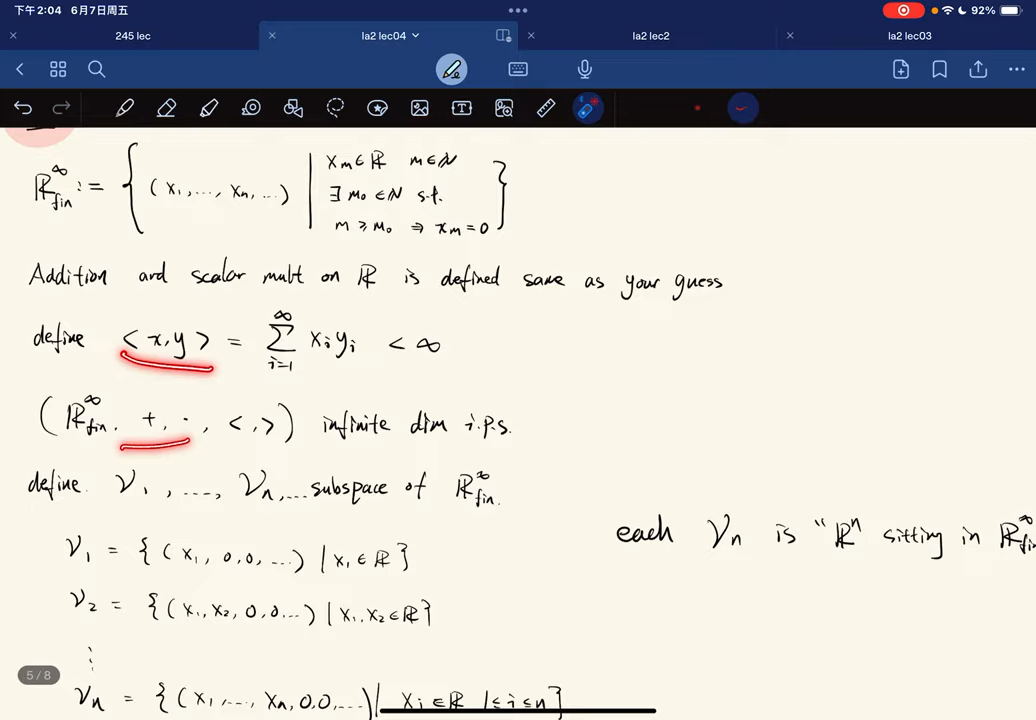 下午2:04 6月7日周五
92%
245 lec
la2 lec04
la2 lec2
la2 lec03
ℝ^∞_fin := { (x₁, ..., xₙ, ...) | xₘ ∈ ℝ m ∈ ℕ
∃ m₀ ∈ ℕ s.t.
m ≥ m₀ ⇒ xₘ = 0 }
Addition and scalar mult on ℝ is defined same as your guess
define <x,y> = ∑_{i=1}^∞ xᵢyᵢ < ∞
(ℝ^∞_fin, +, ·, <,>) infinite dim i.p.s.
define V₁, ..., Vₙ, ... subspace of ℝ^∞_fin.
each Vₙ is "ℝⁿ sitting in ℝ^∞_fin
V₁ = {(x₁, 0,0, ...) | x₁ ∈ ℝ}
V₂ = {(x₁, x₂, 0,0...) | x₁, x₂ ∈ ℝ}
⋮
Vₙ = {(x₁, ..., xₙ, 0,0, ...) | xᵢ ∈ ℝ 1≤i≤n}
5/8